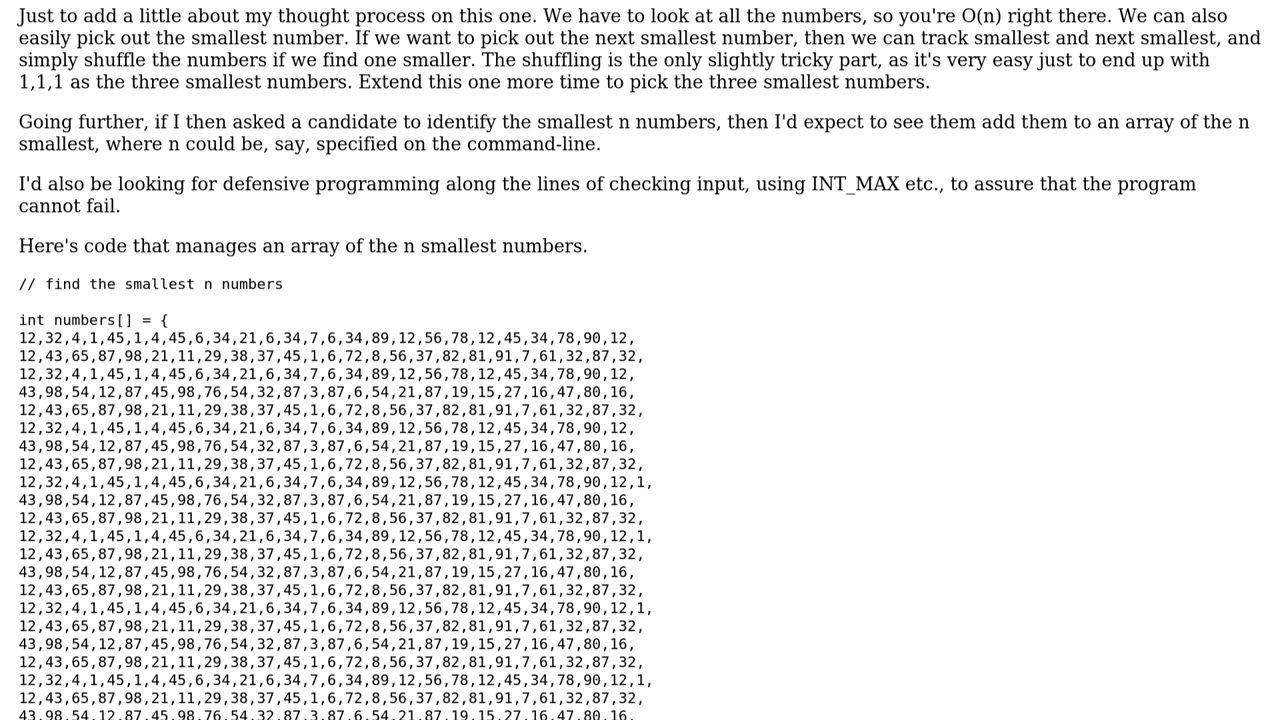 Just to add a little about my thought process on this one. We have to look at all the numbers, so you're O(n) right there. We can also
easily pick out the smallest number. If we want to pick out the next smallest number, then we can track smallest and next smallest, and
simply shuffle the numbers if we find one smaller. The shuffling is the only slightly tricky part, as it's very easy just to end up with
1,1,1 as the three smallest numbers. Extend this one more time to pick the three smallest numbers.
Going further, if I then asked a candidate to identify the smallest n numbers, then I'd expect to see them add them to an array of the n
smallest, where n could be, say, specified on the command-line.
I'd also be looking for defensive programming along the lines of checking input, using INT_MAX etc., to assure that the program
cannot fail.
Here's code that manages an array of the n smallest numbers.
// find the smallest n numbers
int numbers[] = {
12,32,4,1,45,1,4,45,6,34,21,6,34,7,6,34,89,12,56,78,12,45,34,78,90,12,
12,43,65,87,98,21,11,29,38,37,45,1,6,72,8,56,37,82,81,91,7,61,32,87,32,
12,32,4,1,45,1,4,45,6,34,21,6,34,7,6,34,89,12,56,78,12,45,34,78,90,12,
43,98,54,12,87,45,98,76,54,32,87,3,87,6,54,21,87,19,15,27,16,47,80,16,
12,43,65,87,98,21,11,29,38,37,45,1,6,72,8,56,37,82,81,91,7,61,32,87,32,
12,32,4,1,45,1,4,45,6,34,21,6,34,7,6,34,89,12,56,78,12,45,34,78,90,12,
43,98,54,12,87,45,98,76,54,32,87,3,87,6,54,21,87,19,15,27,16,47,80,16,
12,43,65,87,98,21,11,29,38,37,45,1,6,72,8,56,37,82,81,91,7,61,32,87,32,
12,32,4,1,45,1,4,45,6,34,21,6,34,7,6,34,89,12,56,78,12,45,34,78,90,12,1,
43,98,54,12,87,45,98,76,54,32,87,3,87,6,54,21,87,19,15,27,16,47,80,16,
12,43,65,87,98,21,11,29,38,37,45,1,6,72,8,56,37,82,81,91,7,61,32,87,32,
12,32,4,1,45,1,4,45,6,34,21,6,34,7,6,34,89,12,56,78,12,45,34,78,90,12,1,
12,43,65,87,98,21,11,29,38,37,45,1,6,72,8,56,37,82,81,91,7,61,32,87,32,
43,98,54,12,87,45,98,76,54,32,87,3,87,6,54,21,87,19,15,27,16,47,80,16,
12,43,65,87,98,21,11,29,38,37,45,1,6,72,8,56,37,82,81,91,7,61,32,87,32,
12,32,4,1,45,1,4,45,6,34,21,6,34,7,6,34,89,12,56,78,12,45,34,78,90,12,1,
12,43,65,87,98,21,11,29,38,37,45,1,6,72,8,56,37,82,81,91,7,61,32,87,32,
43,98,54,12,87,45,98,76,54,32,87,3,87,6,54,21,87,19,15,27,16,47,80,16,
12,43,65,87,98,21,11,29,38,37,45,1,6,72,8,56,37,82,81,91,7,61,32,87,32,
12,32,4,1,45,1,4,45,6,34,21,6,34,7,6,34,89,12,56,78,12,45,34,78,90,12,1,
12,43,65,87,98,21,11,29,38,37,45,1,6,72,8,56,37,82,81,91,7,61,32,87,32,
43,98,54,12,87,45,98,76,54,32,87,3,87,6,54,21,87,19,15,27,16,47,80,16,